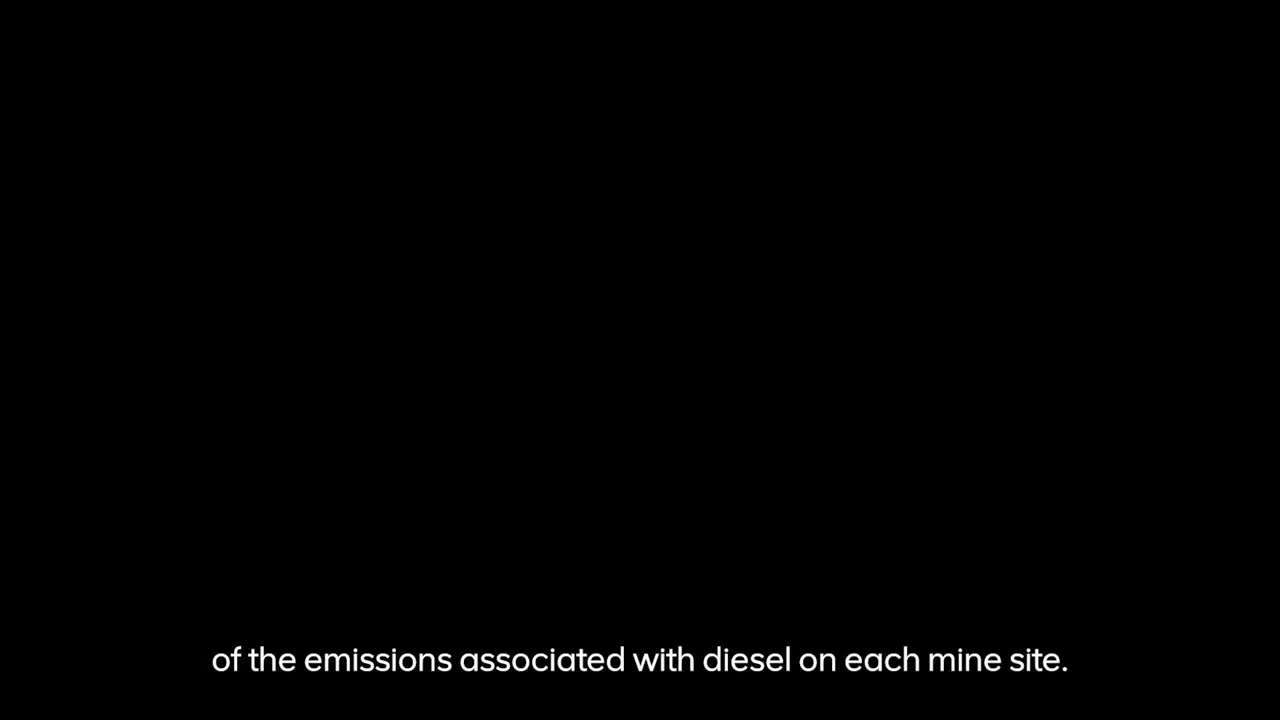 of the emissions associated with diesel on each mine site.